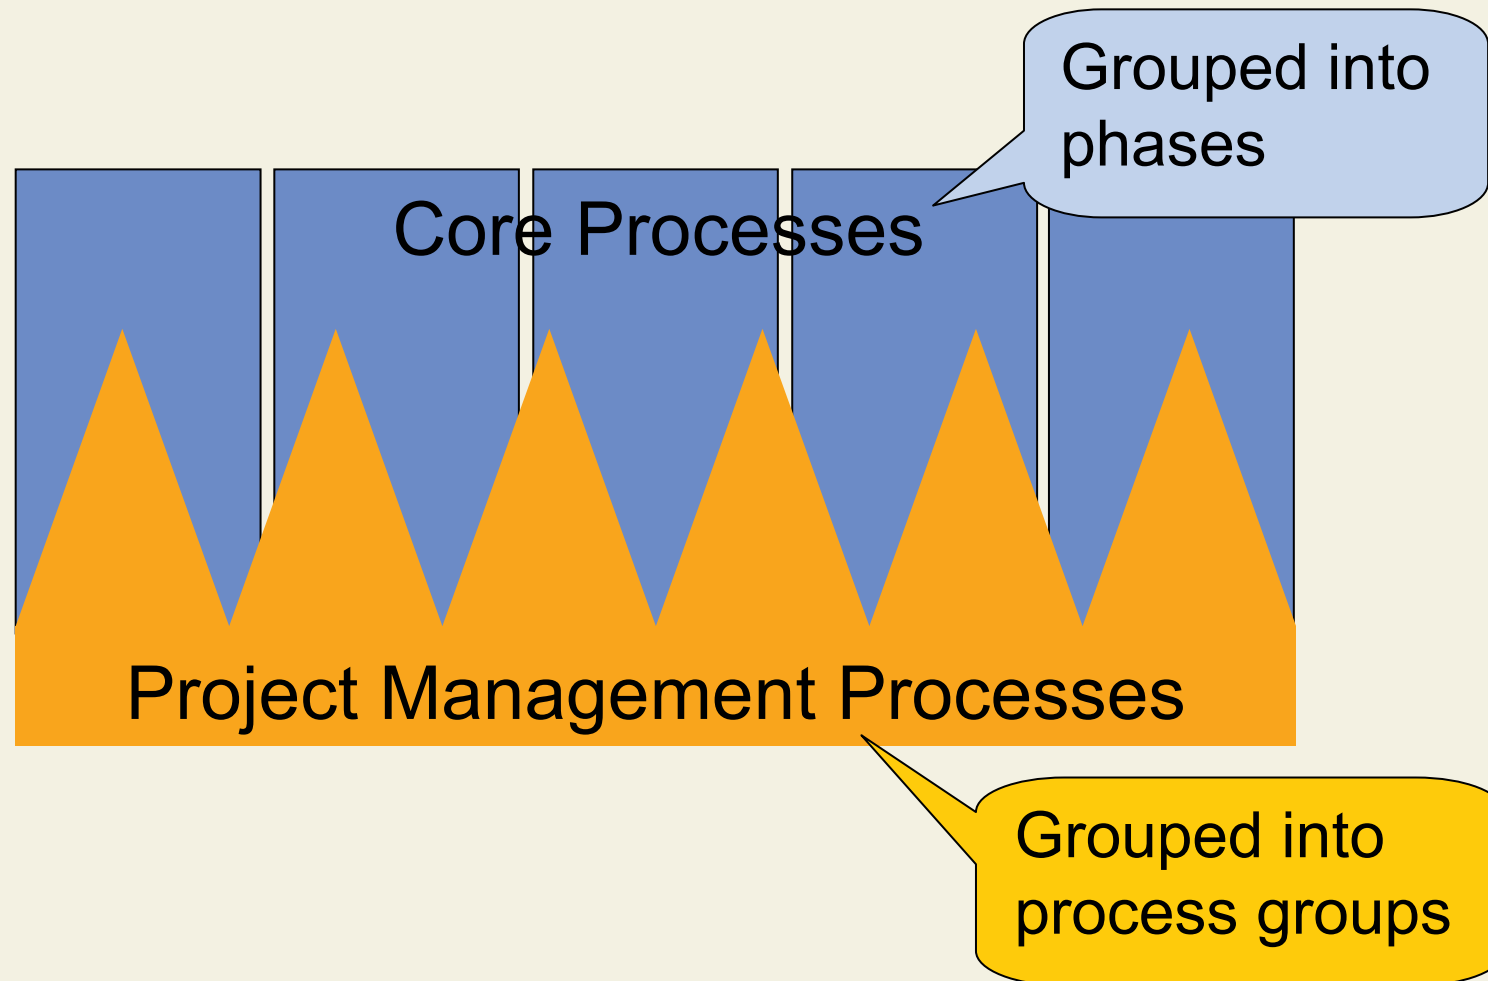 Grouped into
phases
Core Processes
Project Management Processes
Grouped into
process groups